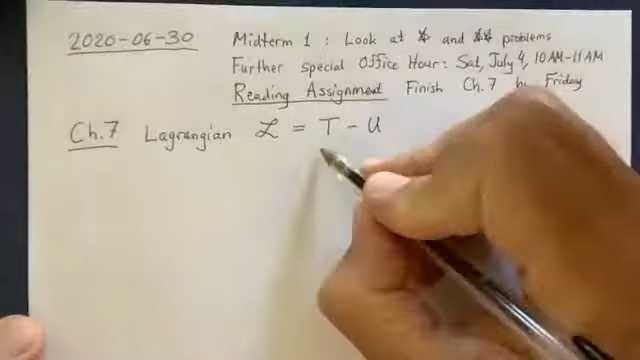 2020-06-30 Midterm 1 : Look at * and ** problems
Further special Office Hour: Sat, July 4, 10AM-11AM
Reading Assignment Finish Ch. 7 by Friday
Ch.7 Lagrangian ℒ = T - U